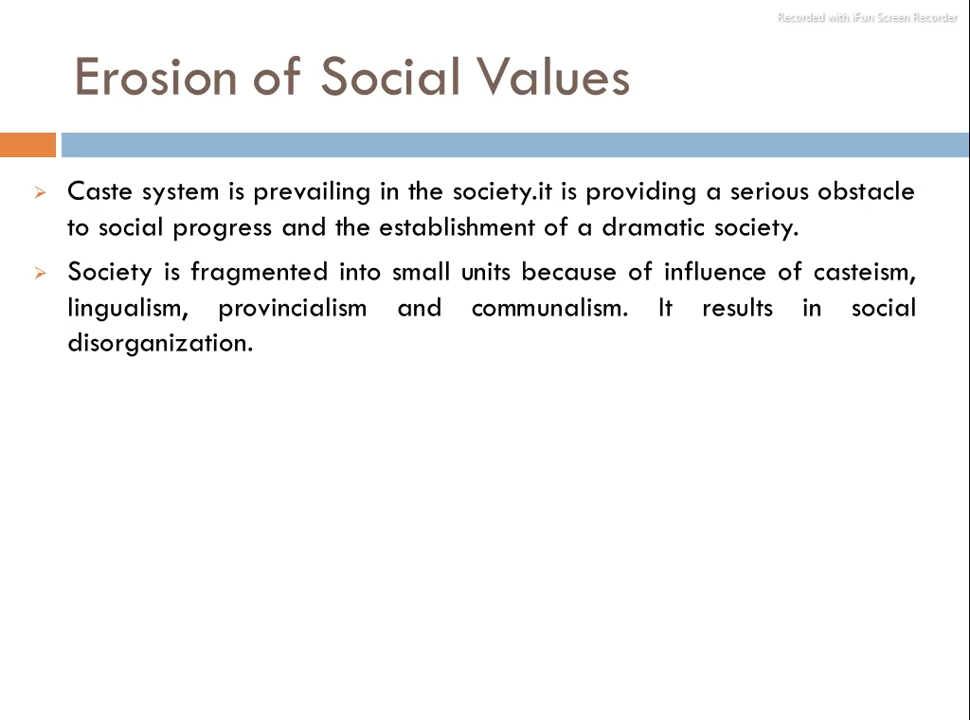 Recorded with iFun Screen Recorder
Erosion of Social Values
Caste system is prevailing in the society.it is providing a serious obstacle
to social progress and the establishment of a dramatic society.
Society is fragmented into small units because of influence of casteism,
lingualism, provincialism and communalism. It results in social
disorganization.